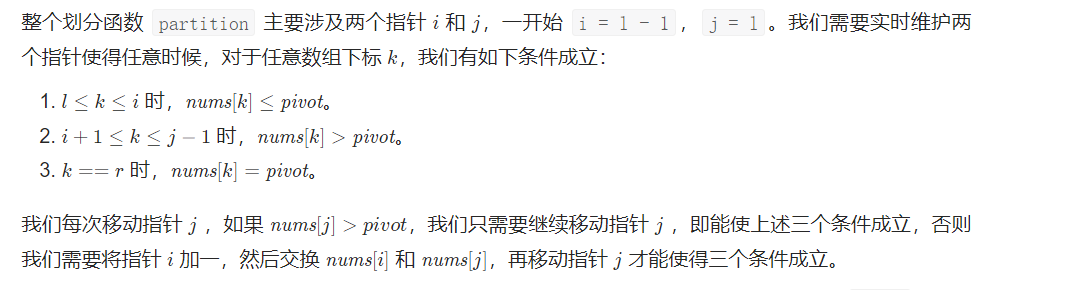 整个划分函数 partition 主要涉及两个指针 i 和 j，一开始 i = l - 1，j = l。我们需要实时维护两
个指针使得任意时候，对于任意数组下标 k，我们有如下条件成立：
1. l ≤ k ≤ i 时，nums[k] ≤ pivot。
2. i + 1 ≤ k ≤ j − 1 时，nums[k] > pivot。
3. k == r 时，nums[k] = pivot。
我们每次移动指针 j ，如果 nums[j] > pivot，我们只需要继续移动指针 j ，即能使上述三个条件成立，否则
我们需要将指针 i 加一，然后交换 nums[i] 和 nums[j]，再移动指针 j 才能使得三个条件成立。